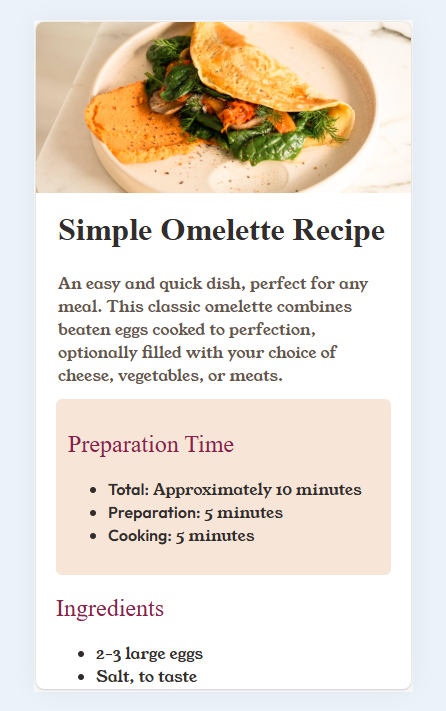 Simple Omelette Recipe
An easy and quick dish, perfect for any
meal. This classic omelette combines
beaten eggs cooked to perfection,
optionally filled with your choice of
cheese, vegetables, or meats.
Preparation Time
• Total: Approximately 10 minutes
• Preparation: 5 minutes
• Cooking: 5 minutes
Ingredients
• 2-3 large eggs
• Salt, to taste